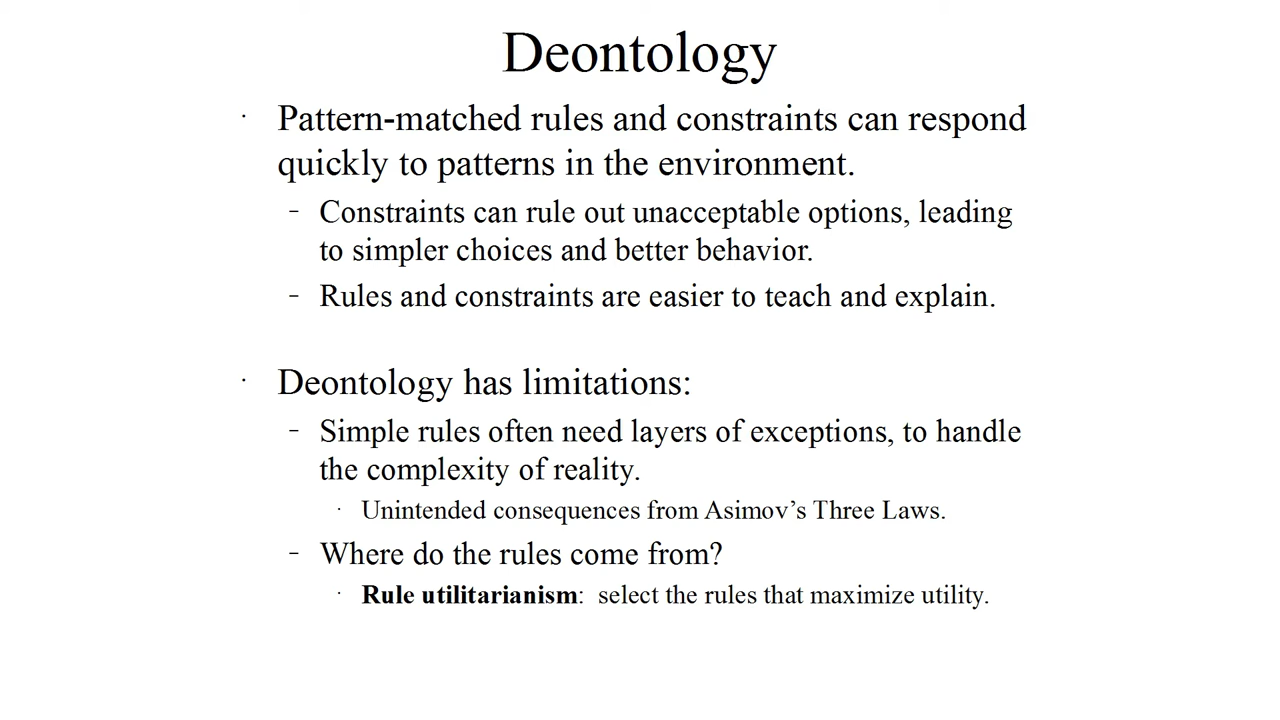 Deontology
· Pattern-matched rules and constraints can respond
quickly to patterns in the environment.
– Constraints can rule out unacceptable options, leading
to simpler choices and better behavior.
– Rules and constraints are easier to teach and explain.
· Deontology has limitations:
– Simple rules often need layers of exceptions, to handle
the complexity of reality.
· Unintended consequences from Asimov’s Three Laws.
– Where do the rules come from?
· Rule utilitarianism:  select the rules that maximize utility.